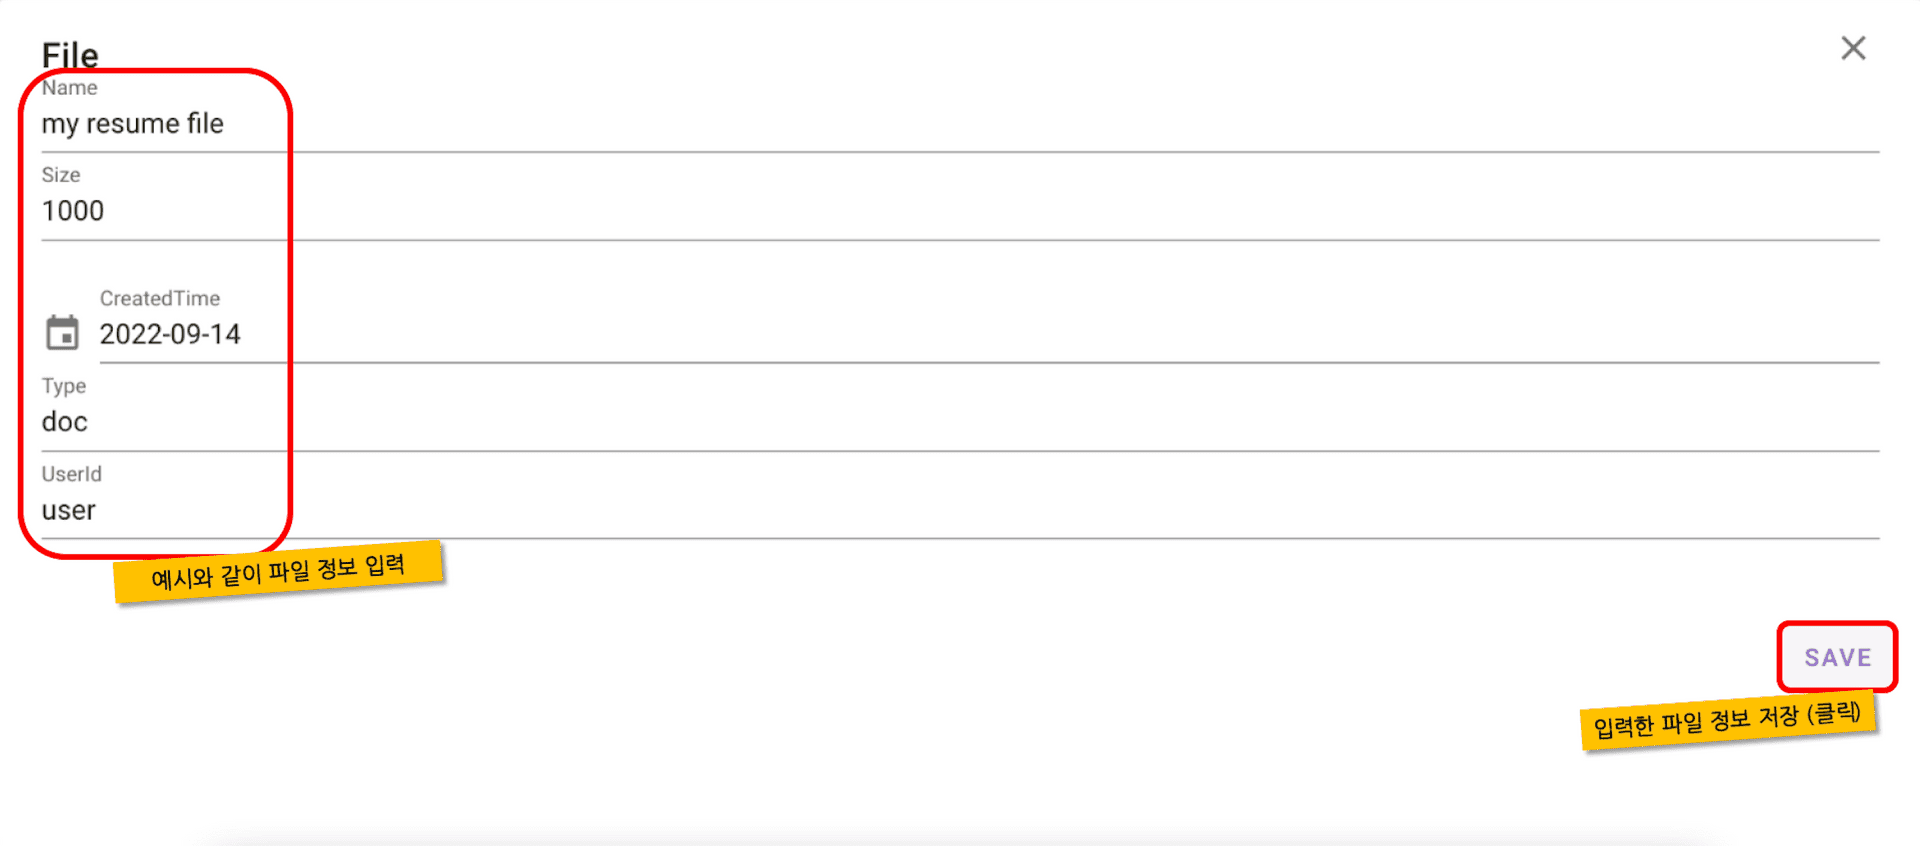 File
Name
my resume file
Size
1000
CreatedTime
2022-09-14
Type
doc
UserId
user
예시와 같이 파일 정보 입력
SAVE
입력한 파일 정보 저장 (클릭)